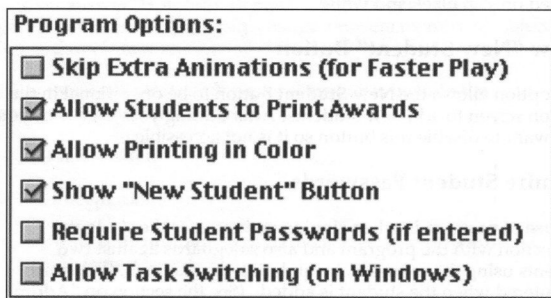 Program Options:
Skip Extra Animations (for Faster Play)
Allow Students to Print Awards
Allow Printing in Color
Show "New Student" Button
Require Student Passwords (if entered)
Allow Task Switching (on Windows)